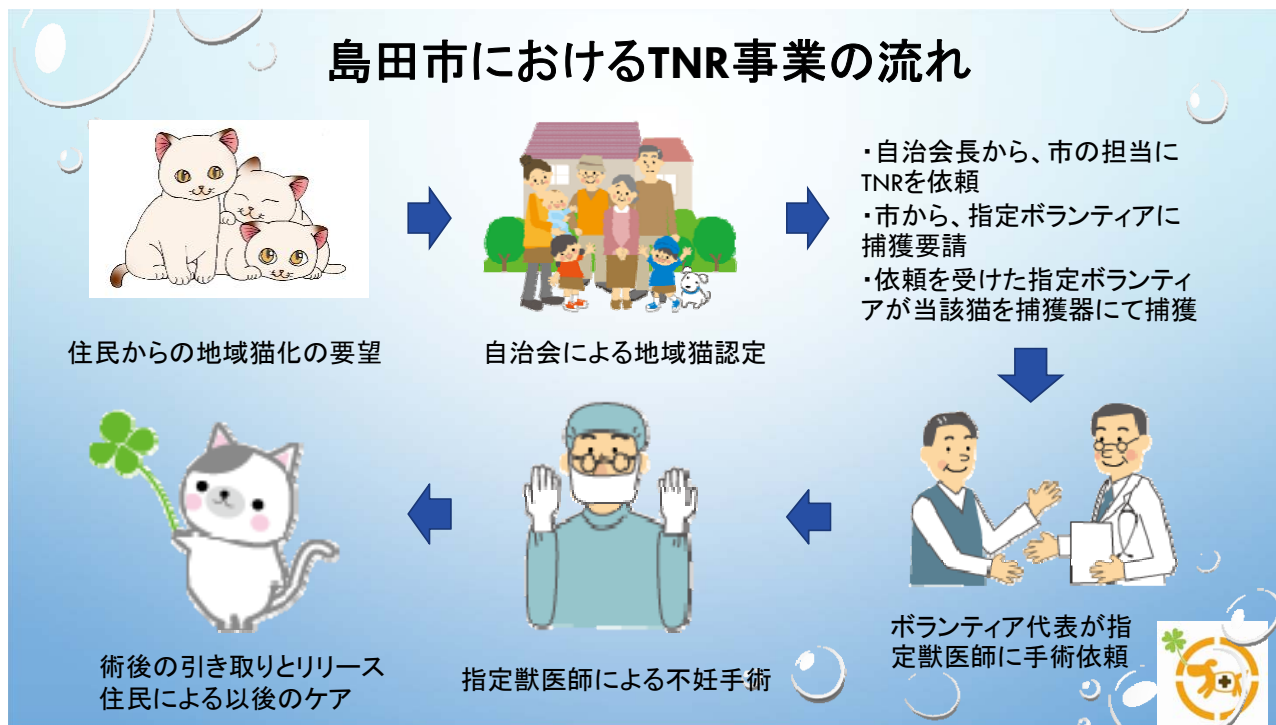 島田市におけるTNR事業の流れ
住民からの地域猫化の要望
自治会による地域猫認定
・自治会長から、市の担当に
TNRを依頼
・市から、指定ボランティアに
捕獲要請
・依頼を受けた指定ボランティ
アが当該猫を捕獲器にて捕獲
ボランティア代表が指
定獣医師に手術依頼
指定獣医師による不妊手術
術後の引き取りとリリース
住民による以後のケア